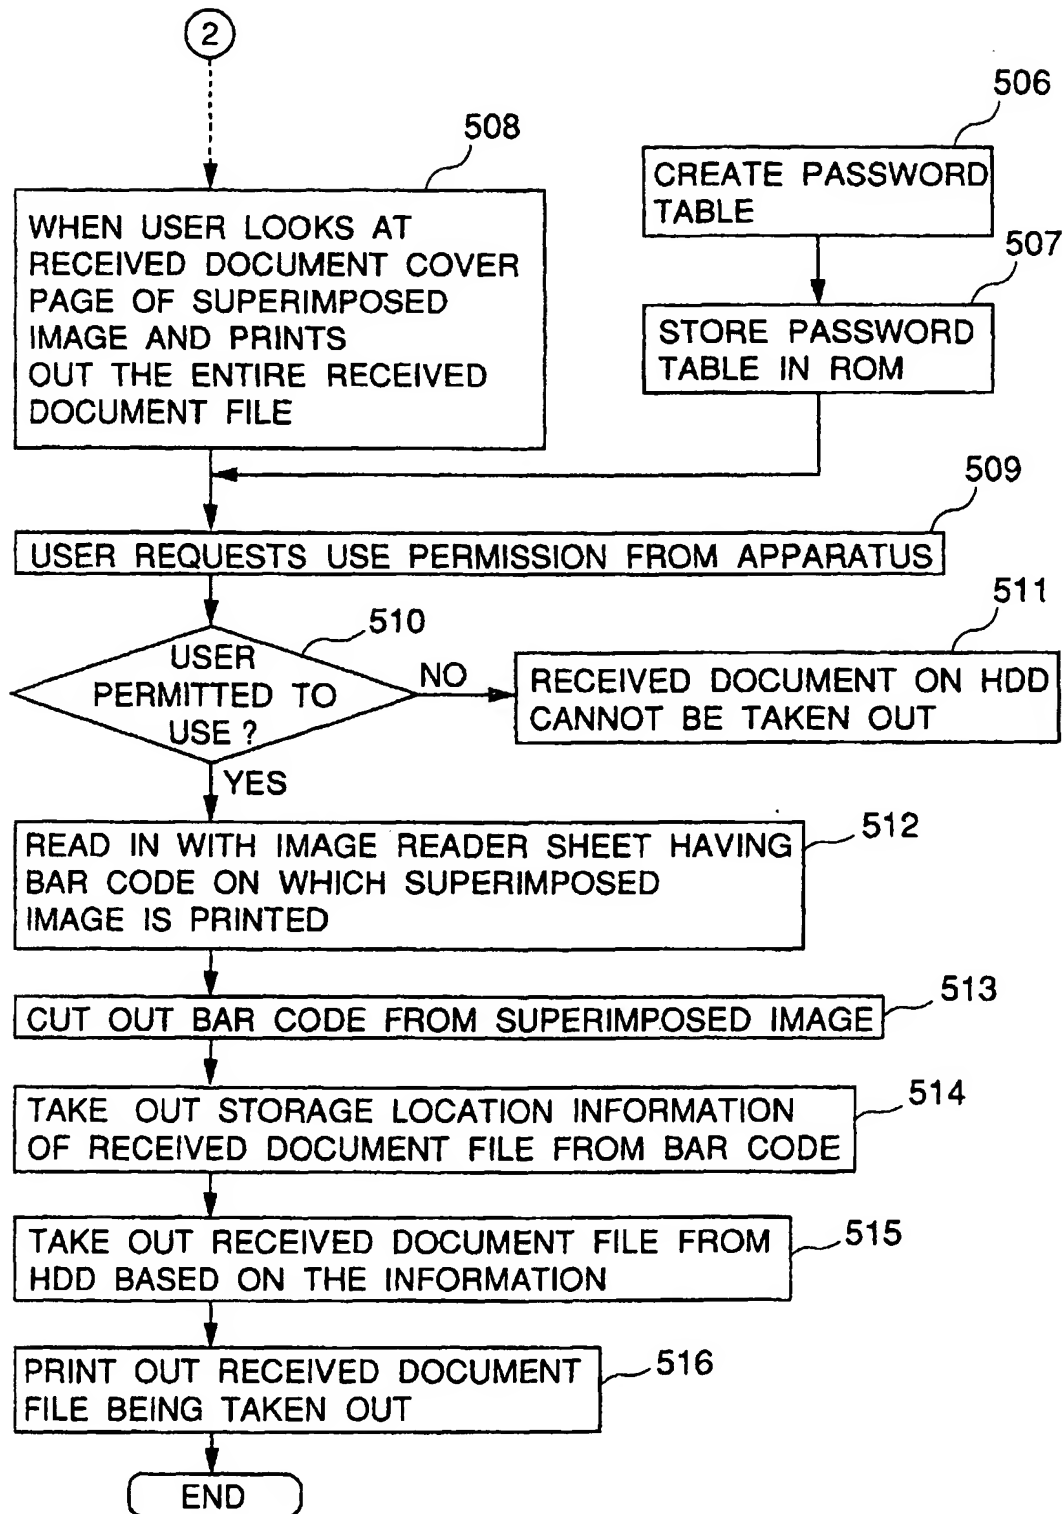 2
506
508
CREATE PASSWORD
TABLE
WHEN USER LOOKS AT
RECEIVED DOCUMENT COVER
PAGE OF SUPERIMPOSED
IMAGE AND PRINTS
OUT THE ENTIRE RECEIVED
DOCUMENT FILE
507
STORE PASSWORD
TABLE IN ROM
509
USER REQUESTS USE PERMISSION FROM APPARATUS
510
USER
PERMITTED TO
USE ?
NO
511
RECEIVED DOCUMENT ON HDD
CANNOT BE TAKEN OUT
YES
512
READ IN WITH IMAGE READER SHEET HAVING
BAR CODE ON WHICH SUPERIMPOSED
IMAGE IS PRINTED
513
CUT OUT BAR CODE FROM SUPERIMPOSED IMAGE
514
TAKE OUT STORAGE LOCATION INFORMATION
OF RECEIVED DOCUMENT FILE FROM BAR CODE
515
TAKE OUT RECEIVED DOCUMENT FILE FROM
HDD BASED ON THE INFORMATION
516
PRINT OUT RECEIVED DOCUMENT
FILE BEING TAKEN OUT
END